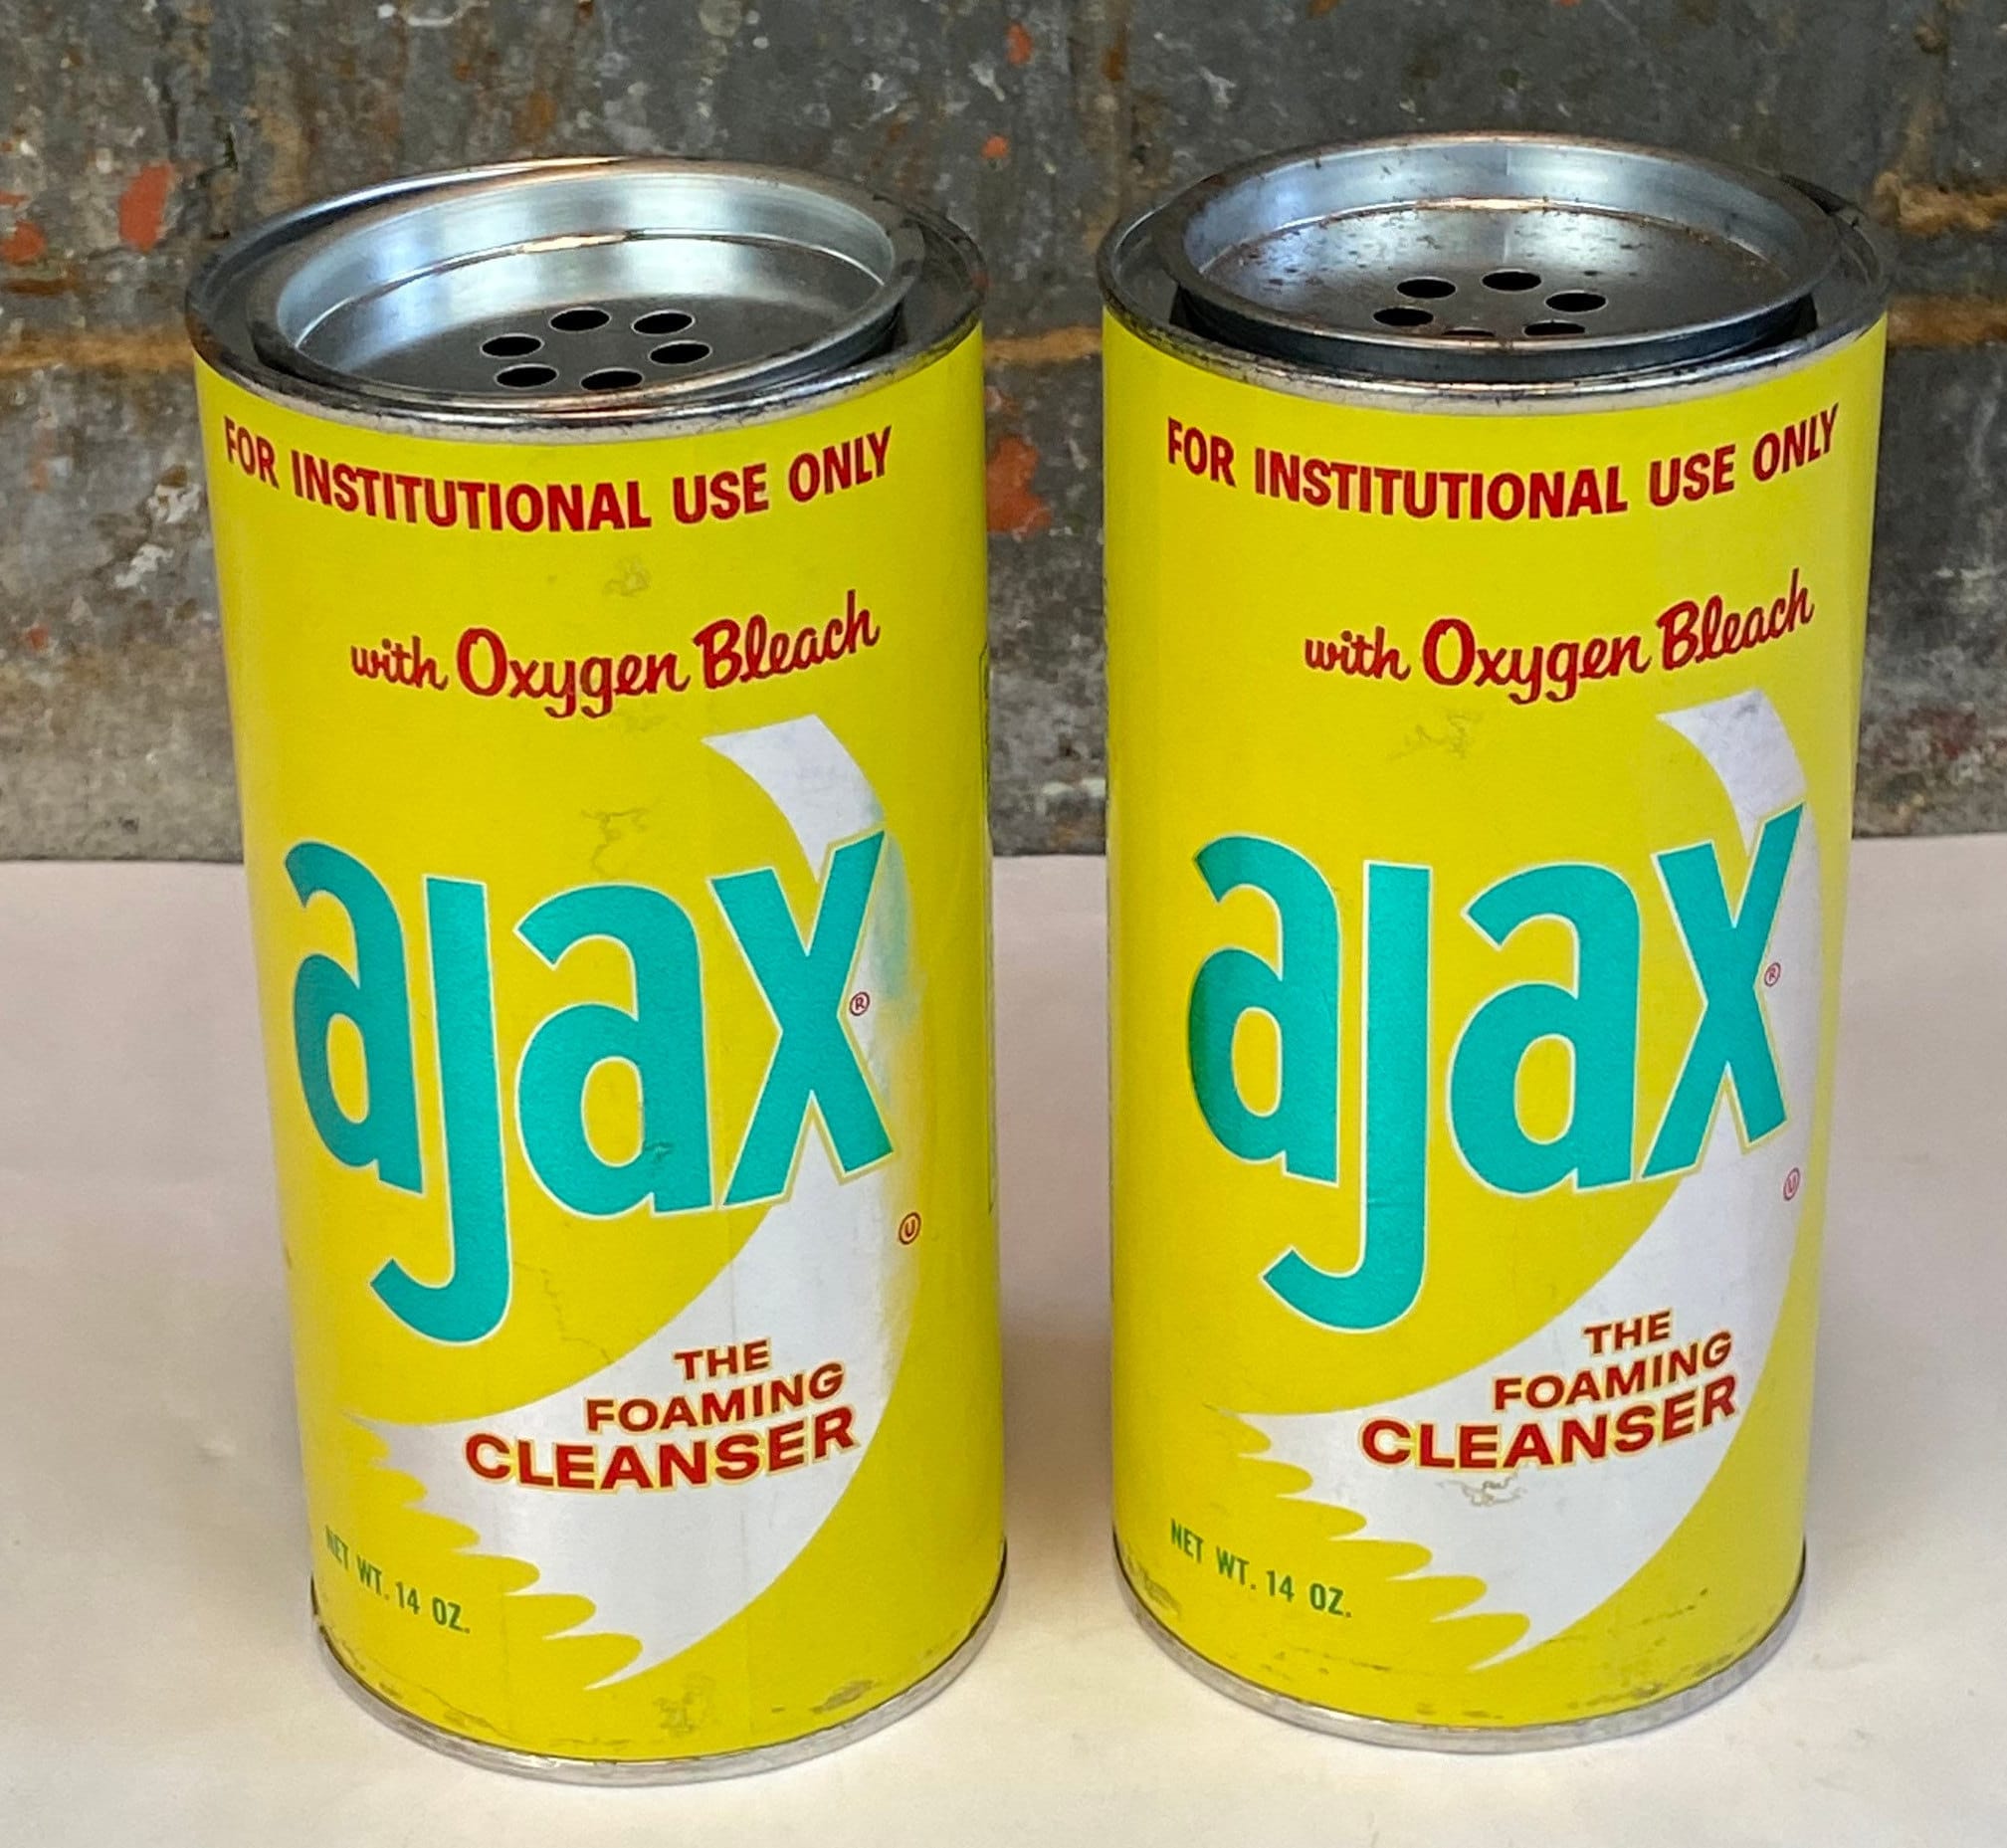 FOR INSTITUTIONAL USE ONLY
with Oxygen Bleach
ajax®
Ⓤ
THE
FOAMING
CLEANSER
NET WT. 14 OZ.
FOR INSTITUTIONAL USE ONLY
with Oxygen Bleach
ajax®
Ⓤ
THE
FOAMING
CLEANSER
NET WT. 14 OZ.